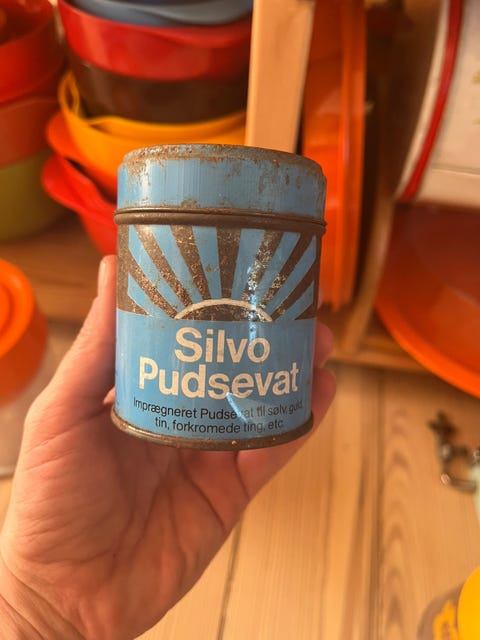 Silvo
Pudsevat
Imprægneret Pudsevat til sølv, guld,
tin, forkromede ting, etc.